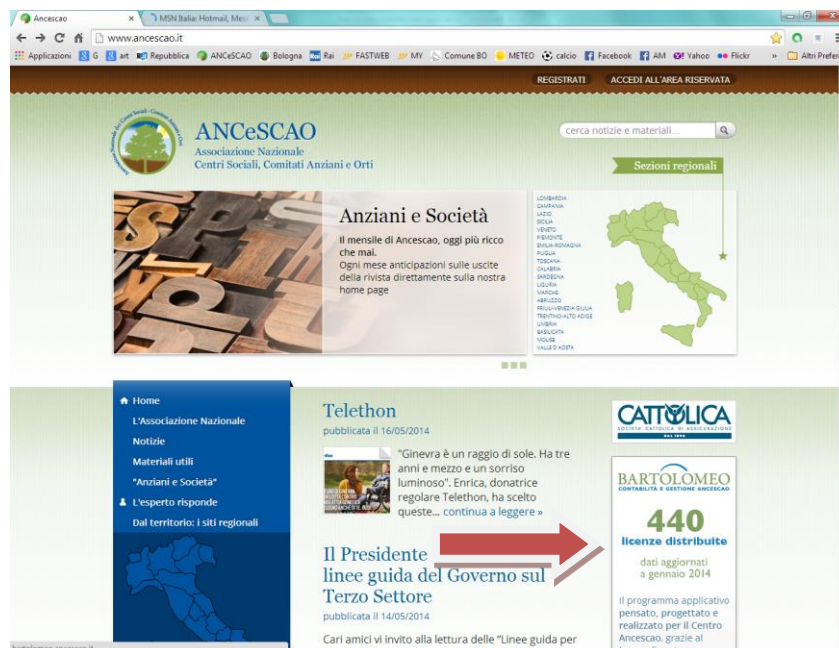 Ancescao
MSN Italia: Hotmail, Mes
www.ancescao.it
Applicazioni G art Repubblica ANCeSCAO Bologna Rai FASTWEB MY Comune BO METEO calcio Facebook AM Yahoo Flickr » Altri Prefer
REGISTRATI ACCEDI ALL'AREA RISERVATA
ANCeSCAO
Associazione Nazionale
Centri Sociali, Comitati Anziani e Orti
cerca notizie e materiali...
Sezioni regionali
Anziani e Società
Il mensile di Ancescao, oggi più ricco
che mai.
Ogni mese anticipazioni sulle uscite
della rivista direttamente sulla nostra
home page
LOMBARDIA
CAMPANIA
LAZIO
SICILIA
VENETO
PIEMONTE
EMILIA-ROMAGNA
PUGLIA
TOSCANA
CALABRIA
SARDEGNA
LIGURIA
MARCHE
ABRUZZO
FRIULI-VENEZIA GIULIA
TRENTINO-ALTO ADIGE
UMBRIA
BASILICATA
MOLISE
VALLE D'AOSTA
Home
L'Associazione Nazionale
Notizie
Materiali utili
"Anziani e Società"
L'esperto risponde
Dal territorio: i siti regionali
Telethon
pubblicata il 16/05/2014
"Ginevra è un raggio di sole. Ha tre
anni e mezzo e un sorriso
luminoso". Enrica, donatrice
regolare Telethon, ha scelto
queste... continua a leggere »
Il Presidente
linee guida del Governo sul
Terzo Settore
pubblicata il 14/05/2014
Cari amici vi invito alla lettura delle "Linee guida per
CATTOLICA
SOCIETÀ CATTOLICA DI ASSICURAZIONE
DAL 1896
BARTOLOMEO
CONTABILITÀ E GESTIONE ANCESCAO
440
licenze distribuite
dati aggiornati
a gennaio 2014
Il programma applicativo
pensato, progettato e
realizzato per il Centro
Ancescao, grazie al